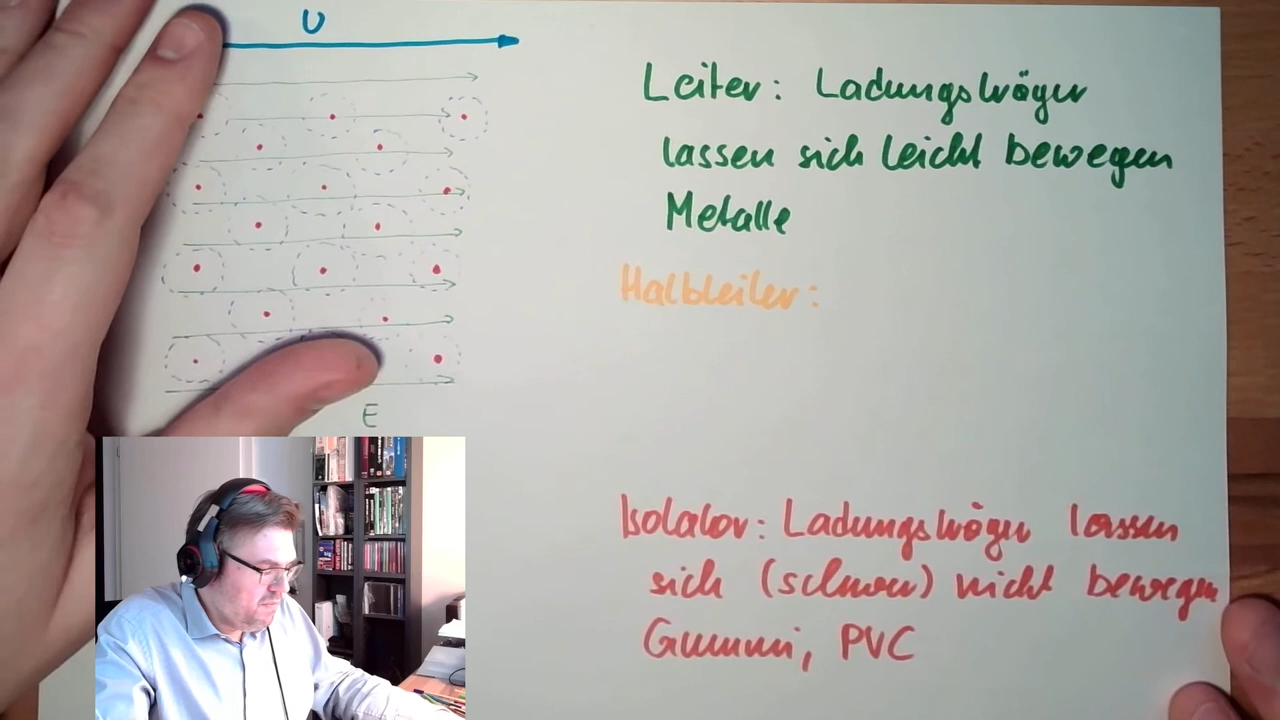 U
Leiter: Ladungsträger
lassen sich leicht bewegen
Metalle
Halbleiter:
E
Isolator: Ladungsträger lassen
sich (schwer) nicht bewegen
Gummi, PVC